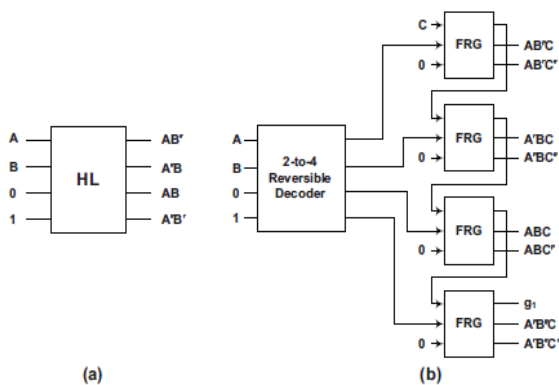 A
B
0
1
HL
AB'
A'B
AB
A'B'
(a)
A
B
0
1
2-to-4
Reversible
Decoder
C
0
FRG
AB'C
AB'C'
0
FRG
A'BC
A'BC'
0
FRG
ABC
ABC'
0
FRG
g₁
A'B'C
A'B'C'
(b)